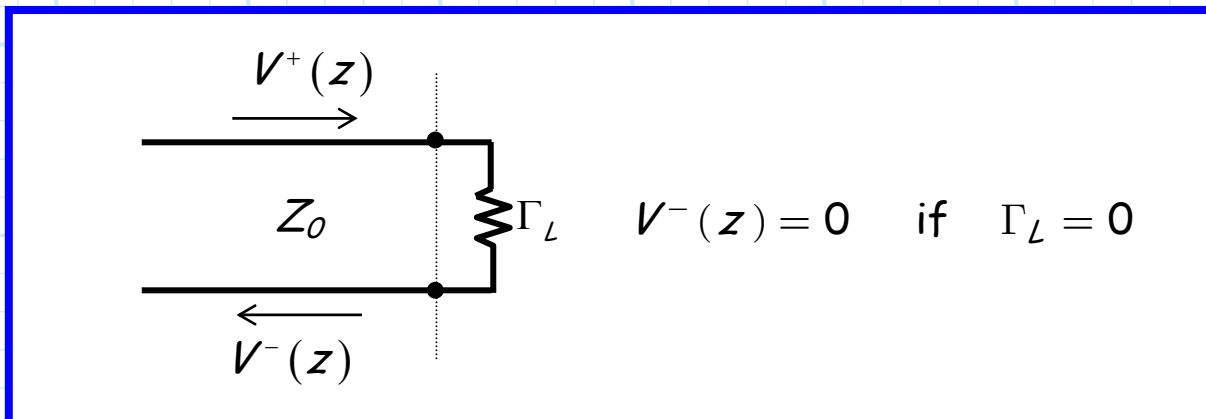 V⁺(z)
Z₀ Γ_L V⁻(z) = 0 if Γ_L = 0
V⁻(z)